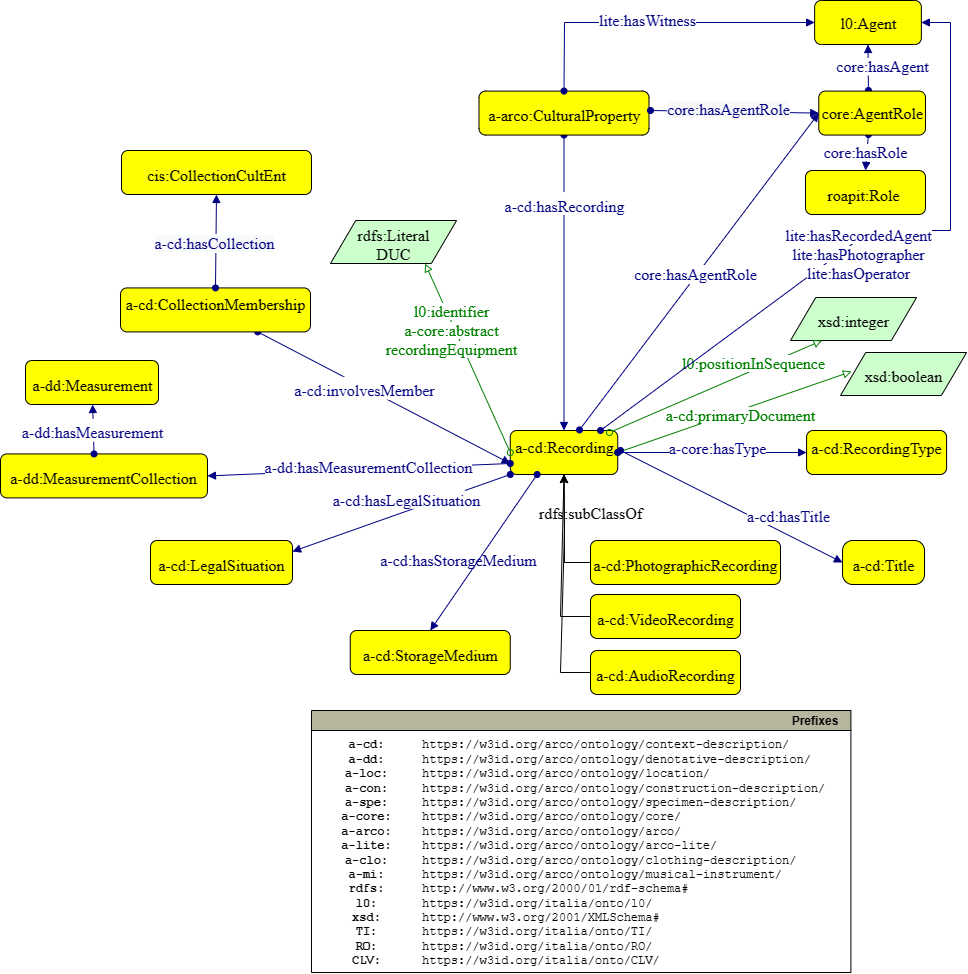 lite:hasWitness
l0:Agent
core:hasAgent
a-arco:CulturalProperty
core:hasAgentRole
core:AgentRole
core:hasRole
cis:CollectionCultEnt
roapit:Role
a-cd:hasRecording
rdfs:Literal
DUC
lite:hasRecordedAgent
lite:hasPhotographer
lite:hasOperator
a-cd:hasCollection
core:hasAgentRole
a-cd:CollectionMembership
l0:identifier
a-core:abstract
recordingEquipment
xsd:integer
l0:positionInSequence
xsd:boolean
a-dd:Measurement
a-cd:involvesMember
a-cd:primaryDocument
a-dd:hasMeasurement
a-cd:Recording
a-core:hasType
a-cd:RecordingType
a-dd:MeasurementCollection
a-dd:hasMeasurementCollection
a-cd:hasLegalSituation
rdfs:subClassOf
a-cd:hasTitle
a-cd:LegalSituation
a-cd:hasStorageMedium
a-cd:PhotographicRecording
a-cd:Title
a-cd:VideoRecording
a-cd:StorageMedium
a-cd:AudioRecording
Prefixes
a-cd: https://w3id.org/arco/ontology/context-description/
a-dd: https://w3id.org/arco/ontology/denotative-description/
a-loc: https://w3id.org/arco/ontology/location/
a-con: https://w3id.org/arco/ontology/construction-description/
a-spe: https://w3id.org/arco/ontology/specimen-description/
a-core: https://w3id.org/arco/ontology/core/
a-arco: https://w3id.org/arco/ontology/arco/
a-lite: https://w3id.org/arco/ontology/arco-lite/
a-clo: https://w3id.org/arco/ontology/clothing-description/
a-mi: https://w3id.org/arco/ontology/musical-instrument/
rdfs: http://www.w3.org/2000/01/rdf-schema#
l0: https://w3id.org/italia/onto/l0/
xsd: http://www.w3.org/2001/XMLSchema#
TI: https://w3id.org/italia/onto/TI/
RO: https://w3id.org/italia/onto/RO/
CLV: https://w3id.org/italia/onto/CLV/